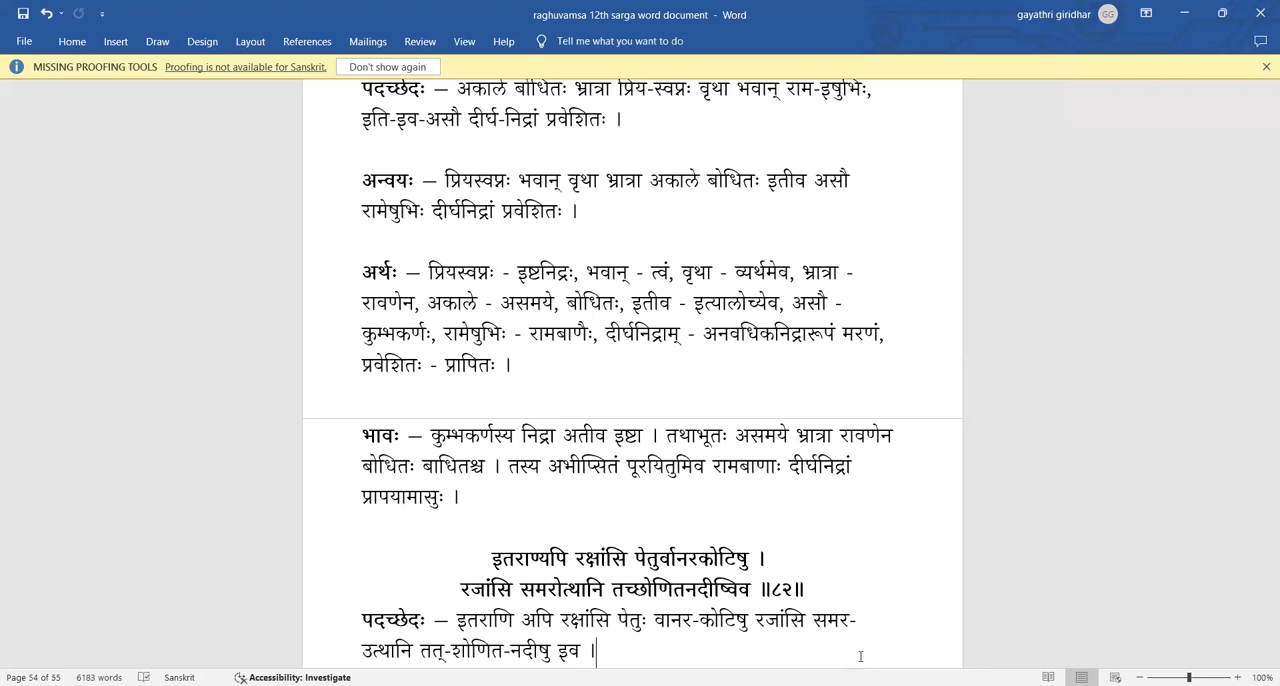 raghuvamsa 12th sarga word document - Word
gayathri giridhar GG
File Home Insert Draw Design Layout References Mailings Review View Help Tell me what you want to do
MISSING PROOFING TOOLS Proofing is not available for Sanskrit. Don't show again
पदच्छेदः – अकाले बोधितः भ्रात्रा प्रिय-स्वप्नः वृथा भवान् राम-इषुभिः,
इति-इव-असौ दीर्घ-निद्रां प्रवेशितः ।
अन्वयः – प्रियस्वप्नः भवान् वृथा भ्रात्रा अकाले बोधितः इतीव असौ
रामेषुभिः दीर्घनिद्रां प्रवेशितः ।
अर्थः – प्रियस्वप्नः - इष्टनिद्रः, भवान् - त्वं, वृथा - व्यर्थमेव, भ्रात्रा -
रावणेन, अकाले - असमये, बोधितः, इतीव - इत्यालोच्येव, असौ -
कुम्भकर्णः, रामेषुभिः - रामबाणैः, दीर्घनिद्राम् - अनवधिकनिद्रारूपं मरणं,
प्रवेशितः - प्रापितः ।
भावः – कुम्भकर्णस्य निद्रा अतीव इष्टा । तथाभूतः असमये भ्रात्रा रावणेन
बोधितः बाधितश्च । तस्य अभीप्सितं पूरयितुमिव रामबाणाः दीर्घनिद्रां
प्रापयामासुः ।
इतराण्यपि रक्षांसि पेतुर्वानरकोटिषु ।
रजांसि समरोत्थानि तच्छोणितनदीष्विव ॥८२॥
पदच्छेदः – इतराणि अपि रक्षांसि पेतुः वानर-कोटिषु रजांसि समर-
उत्थानि तत्-शोणित-नदीषु इव ।
Page 54 of 55 6183 words Sanskrit Accessibility: Investigate 100%